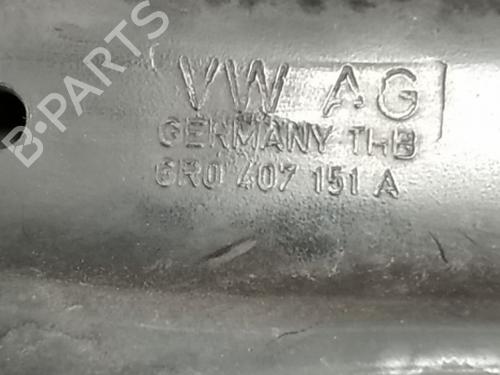 B-PARTS
VW AG
GERMANY THB
6R0 407 151 A